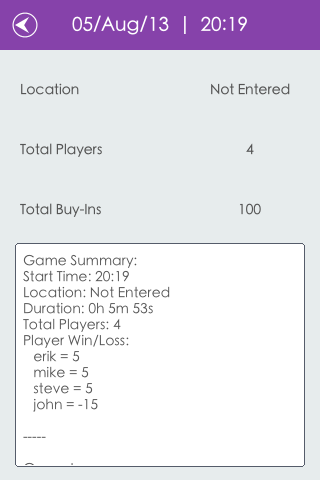 05/Aug/13 | 20:19
Location Not Entered
Total Players 4
Total Buy-Ins 100
Game Summary:
Start Time: 20:19
Location: Not Entered
Duration: 0h 5m 53s
Total Players: 4
Player Win/Loss:
erik = 5
mike = 5
steve = 5
john = -15
-----